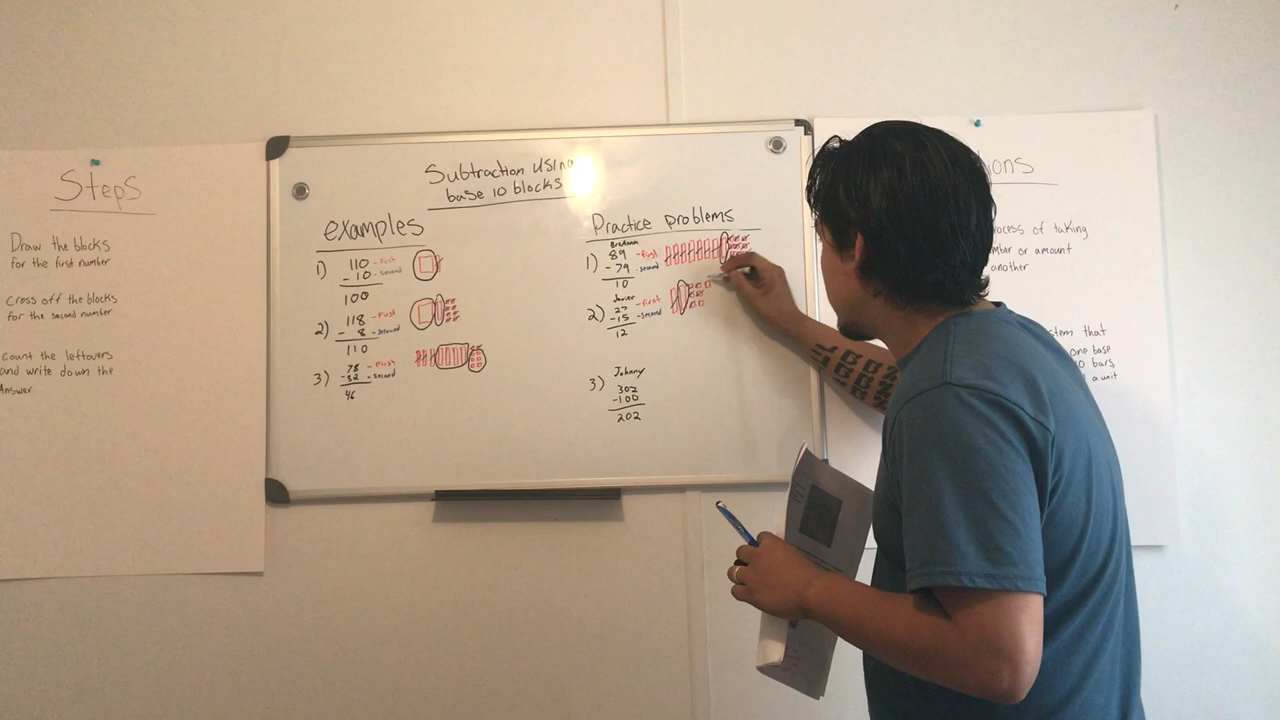 Steps
Draw the blocks
for the first number
Cross off the blocks
for the second number
Count the leftovers
and write down the
Answer
Subtraction using
base 10 blocks
examples
1) 110 - First
- 10 - second
100
2) 118 - First
- 8 - second
110
3) 78 - First
- 32 - second
46
Practice problems
Brennan
1) 89 - first
- 79 - second
10
Javier
2) 27 - first
- 15 - second
12
Johnny
3) 302
-100
202
ons
rocess of taking
mber or amount
another
stem that
one base
0 bars,
a unit